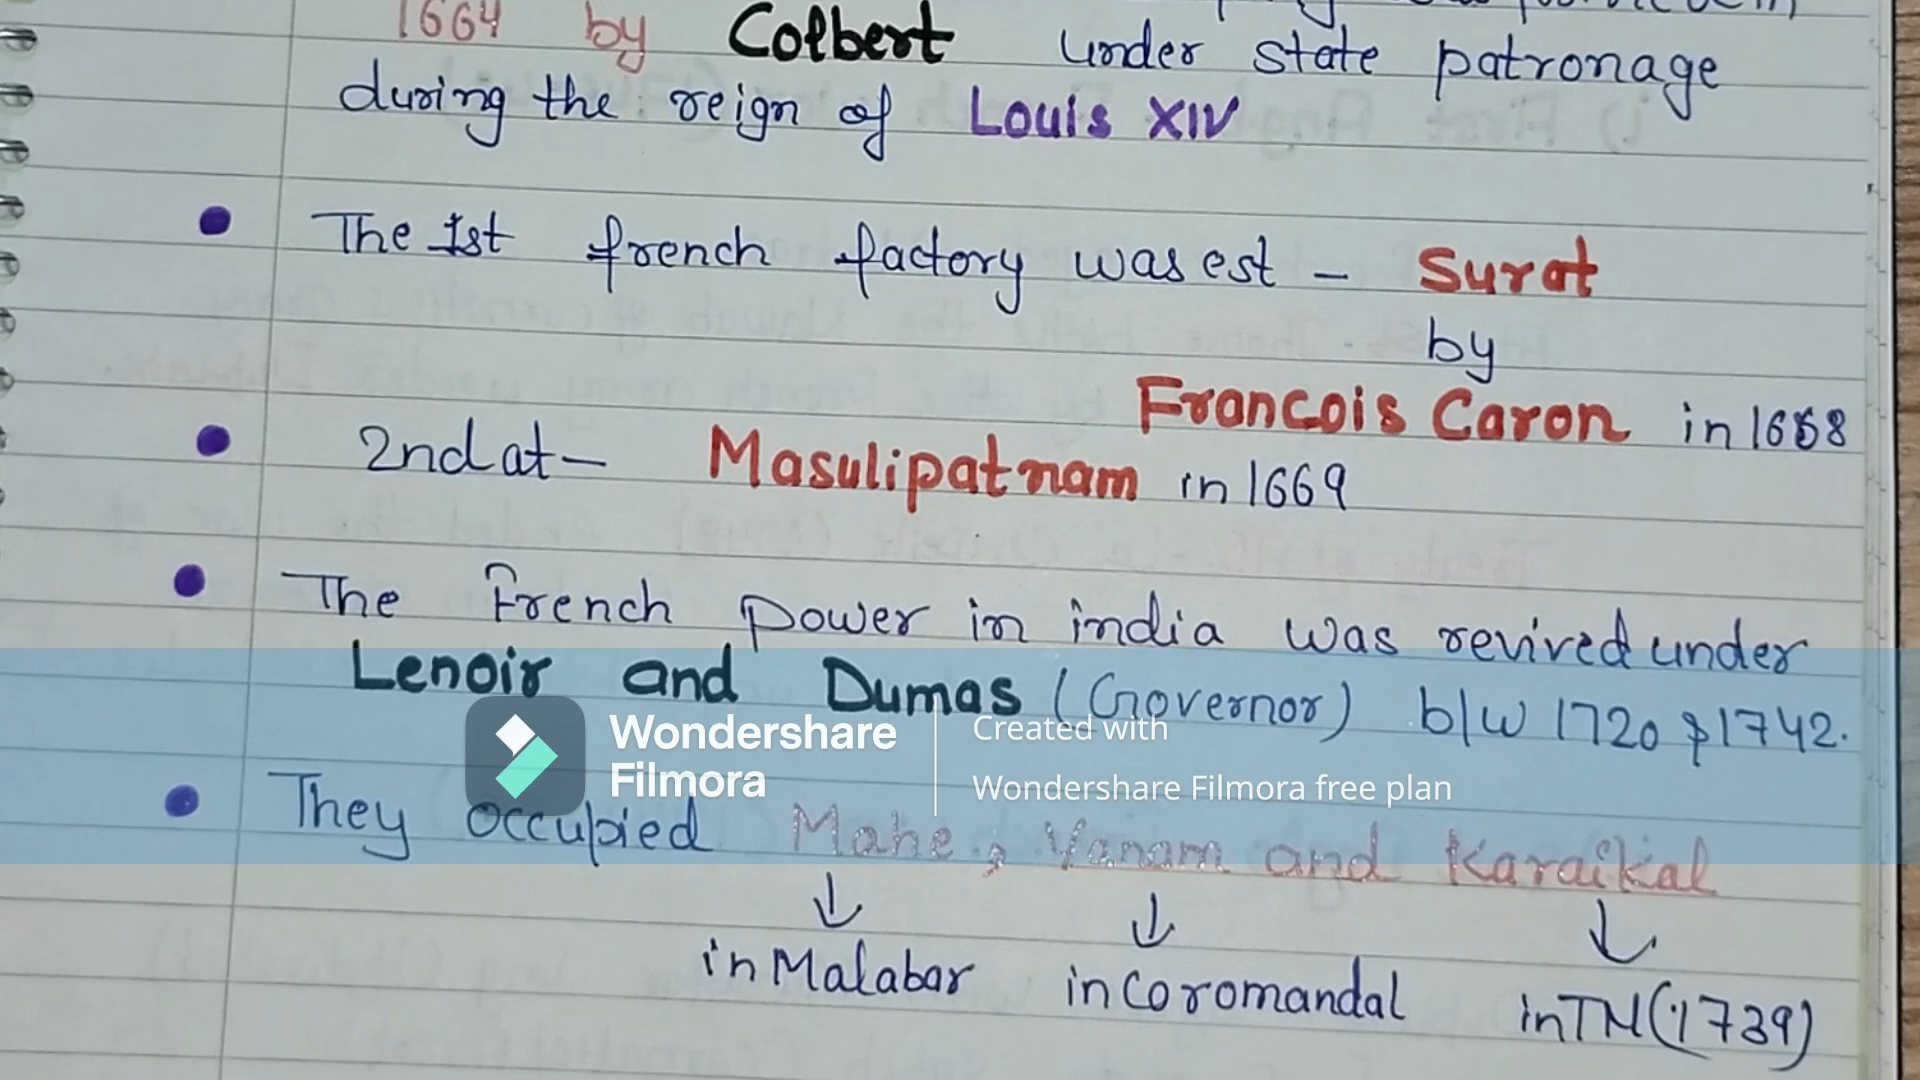 1664 by Colbert under state patronage
during the reign of Louis XIV
The 1st french factory was est - Surat
by
Francois Caron in 1668
2nd at - Masulipatnam in 1669
The French power in india was revived under
Lenoir and Dumas (Governor) b/w 1720 & 1742.
Wondershare Filmora
Created with
Wondershare Filmora free plan
They occupied Mahe, Yanam and Karaikal
in Malabar in Coromandal in TN (1739)